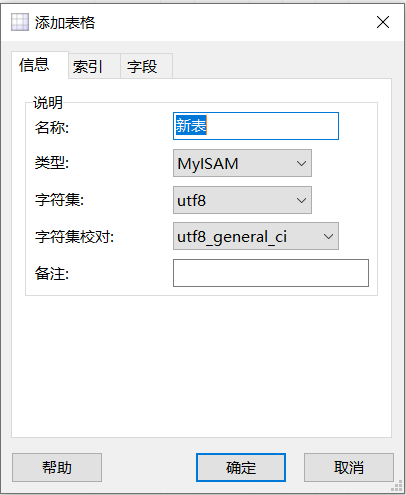 添加表格
信息 索引 字段
说明
名称: 新表
类型: MyISAM
字符集: utf8
字符集校对: utf8_general_ci
备注:
帮助 确定 取消